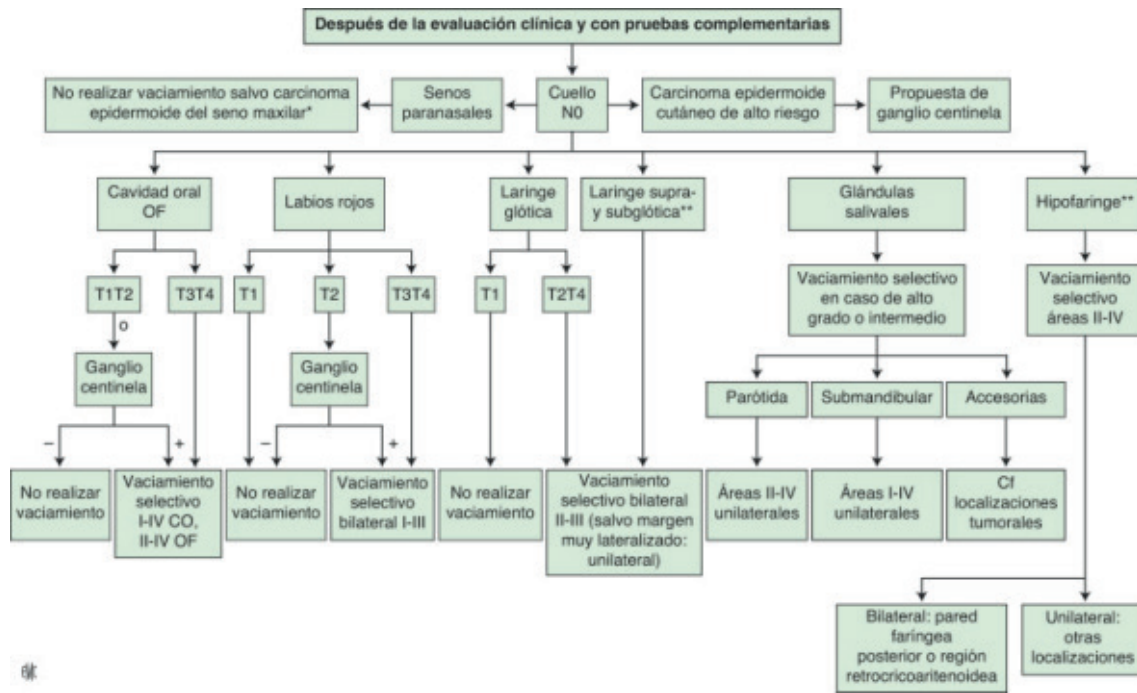 Después de la evaluación clínica y con pruebas complementarias
No realizar vaciamiento salvo carcinoma
epidermoide del seno maxilar*
Senos
paranasales
Cuello
N0
Carcinoma epidermoide
cutáneo de alto riesgo
Propuesta de
ganglio centinela
Cavidad oral
OF
Labios rojos
Laringe
glótica
Laringe supra-
y subglótica**
Glándulas
salivales
Hipofaringe**
T1T2
T3T4
T1
T2
T3T4
T1
T2T4
Vaciamiento selectivo
en caso de alto
grado o intermedio
Vaciamiento
selectivo
áreas II-IV
o
Ganglio
centinela
Ganglio
centinela
Parótida
Submandibular
Accesorias
–
+
–
+
No realizar
vaciamiento
Vaciamiento
selectivo
I-IV CO,
II-IV OF
No realizar
vaciamiento
Vaciamiento
selectivo
bilateral I-III
No realizar
vaciamiento
Vaciamiento
selectivo bilateral
II-III (salvo margen
muy lateralizado:
unilateral)
Áreas II-IV
unilaterales
Áreas I-IV
unilaterales
Cf
localizaciones
tumorales
Bilateral: pared
faríngea
posterior o región
retrocricoaritenoidea
Unilateral:
otras
localizaciones